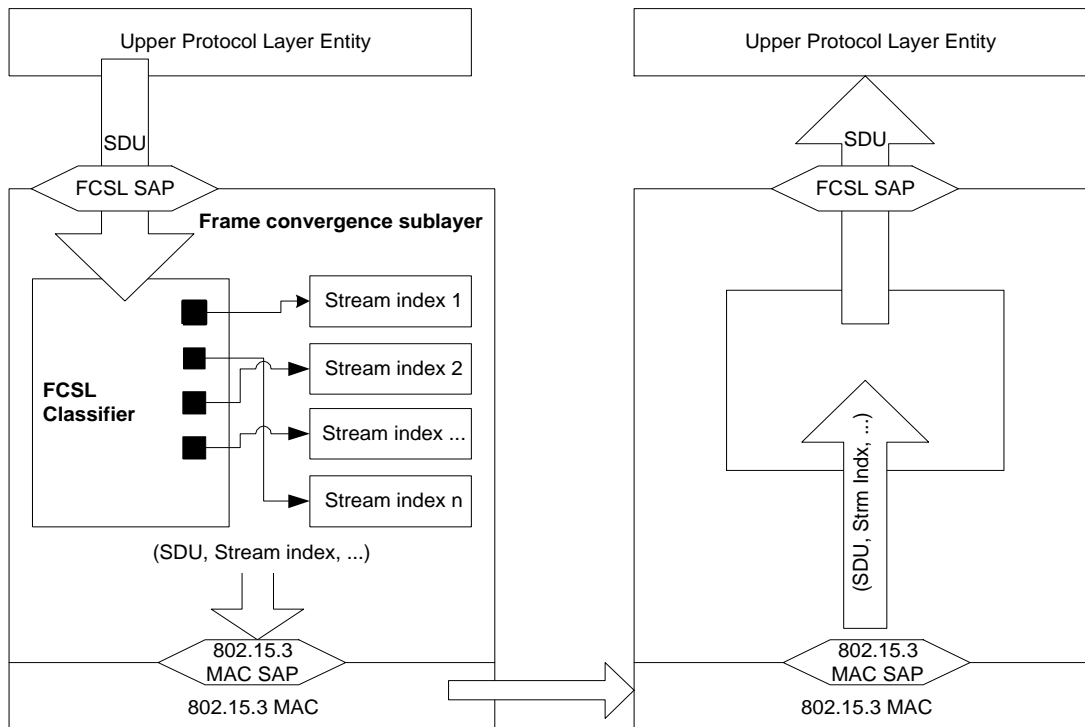 Upper Protocol Layer Entity
SDU
FCSL SAP
Frame convergence sublayer
FCSL
Classifier
Stream index 1
Stream index 2
Stream index ...
Stream index n
(SDU, Stream index, ...)
802.15.3
MAC SAP
802.15.3 MAC
Upper Protocol Layer Entity
SDU
FCSL SAP
(SDU, Strm Indx, ...)
802.15.3
MAC SAP
802.15.3 MAC